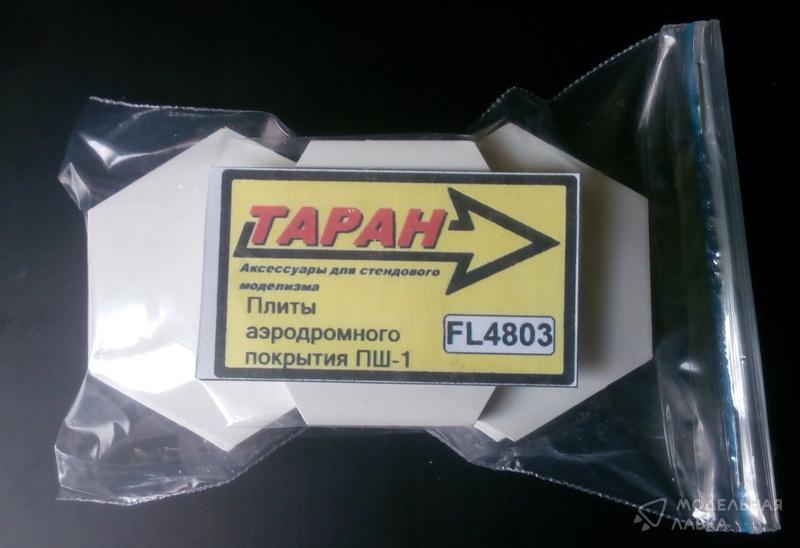 ТАРАН
Аксессуары для стендового
моделизма
Плиты
аэродромного
покрытия ПШ-1
FL4803
МОДЕЛЬНАЯ
ЛАВКА